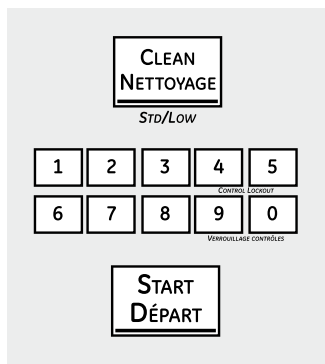 CLEAN
NETTOYAGE
STD/LOW
1 2 3 4 5
CONTROL LOCKOUT
6 7 8 9 0
VERROUILLAGE CONTRÔLES
START
DÉPART